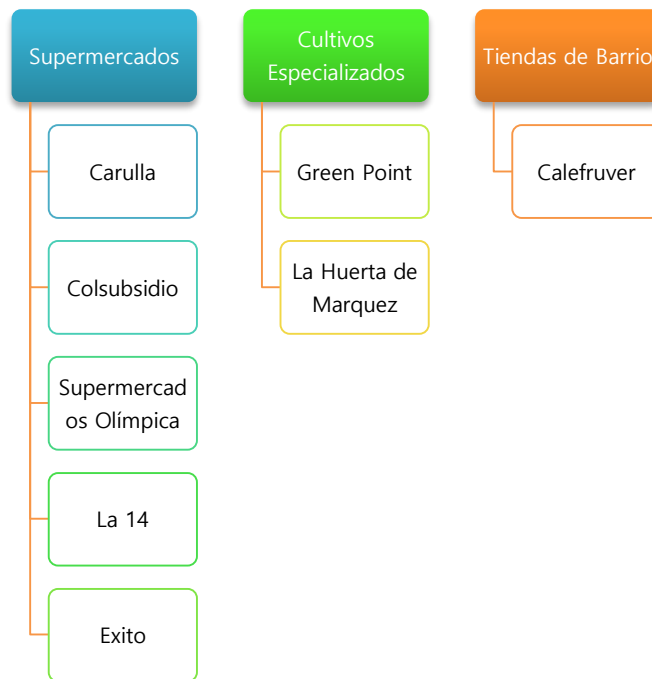 Supermercados
Carulla
Colsubsidio
Supermercad
os Olímpica
La 14
Exito
Cultivos
Especializados
Green Point
La Huerta de
Marquez
Tiendas de Barrio
Calefruver